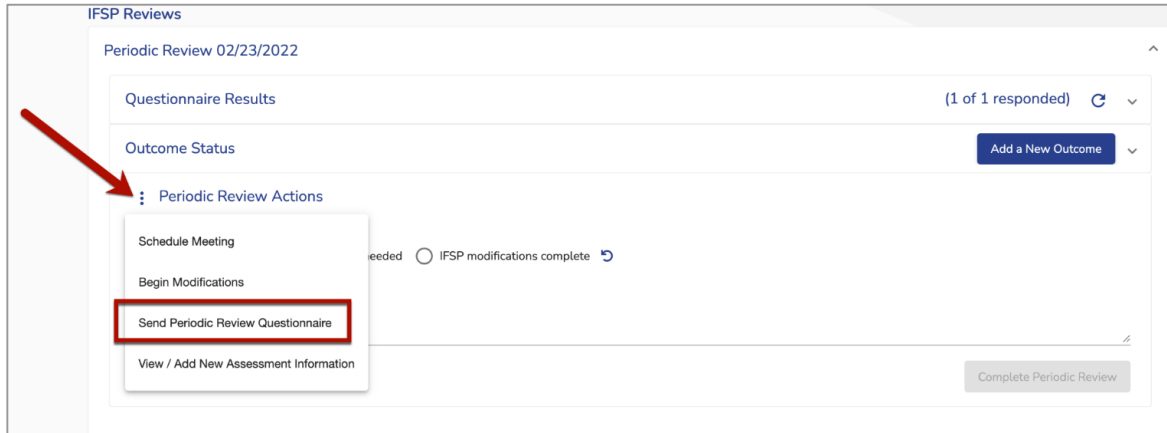 IFSP Reviews
Periodic Review 02/23/2022
Questionnaire Results (1 of 1 responded)
Outcome Status Add a New Outcome
Periodic Review Actions
Schedule Meeting
IFSP modifications complete
Begin Modifications
Send Periodic Review Questionnaire
View / Add New Assessment Information
Complete Periodic Review